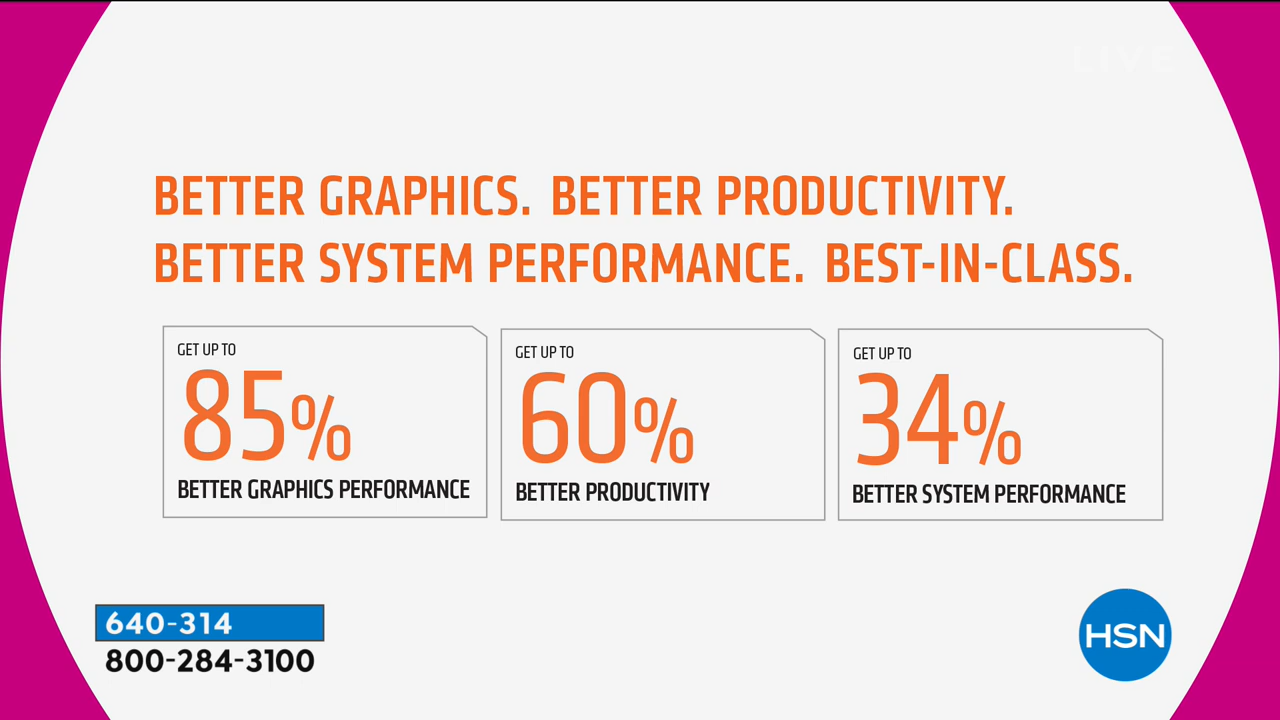 LIVE
BETTER GRAPHICS. BETTER PRODUCTIVITY.
BETTER SYSTEM PERFORMANCE. BEST-IN-CLASS.
GET UP TO
85%
BETTER GRAPHICS PERFORMANCE
GET UP TO
60%
BETTER PRODUCTIVITY
GET UP TO
34%
BETTER SYSTEM PERFORMANCE
640-314
800-284-3100
HSN